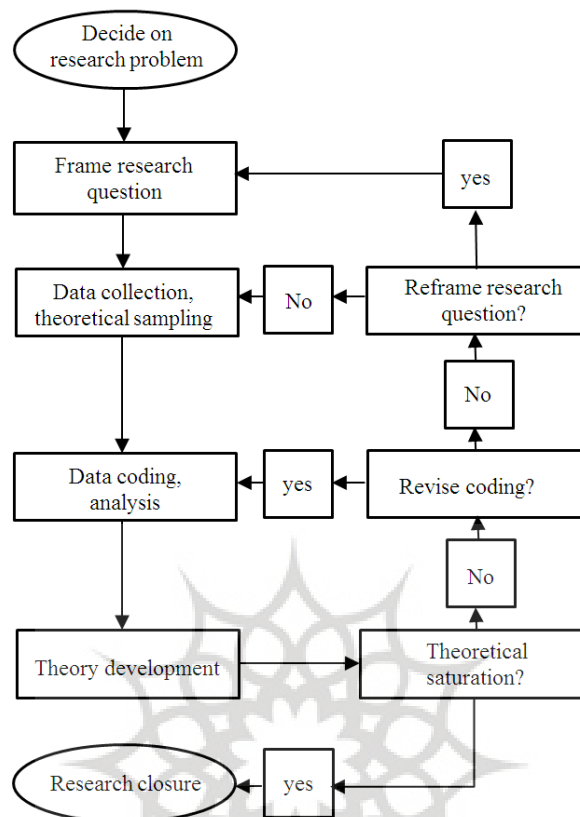 Decide on
research problem
Frame research
question
yes
Data collection,
theoretical sampling
No
Reframe research
question?
No
Data coding,
analysis
yes
Revise coding?
No
Theory development
Theoretical
saturation?
Research closure
yes